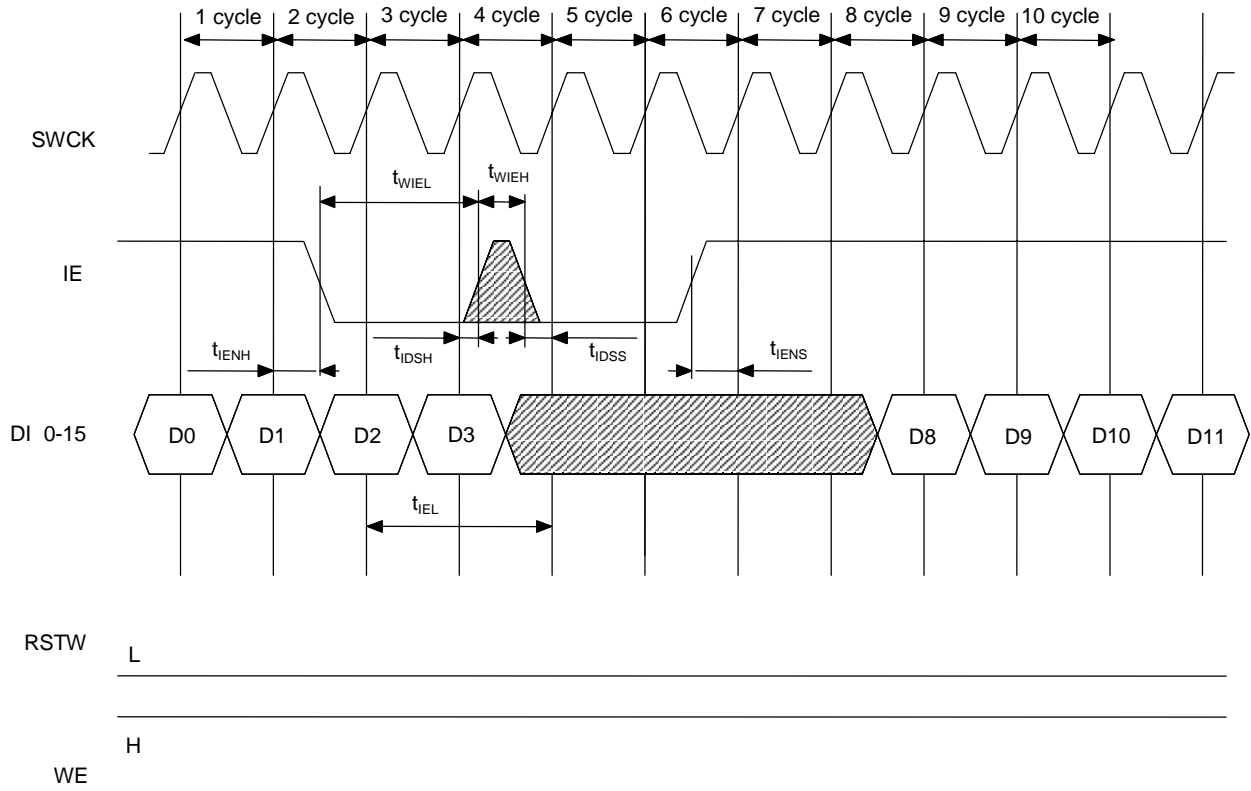 1 cycle 2 cycle 3 cycle 4 cycle 5 cycle 6 cycle 7 cycle 8 cycle 9 cycle 10 cycle
SWCK
tWIEL tWIEH
IE
tIENH tIDSH tIDSS tIENS
DI 0-15 D0 D1 D2 D3 D8 D9 D10 D11
tIEL
RSTW L
H
WE